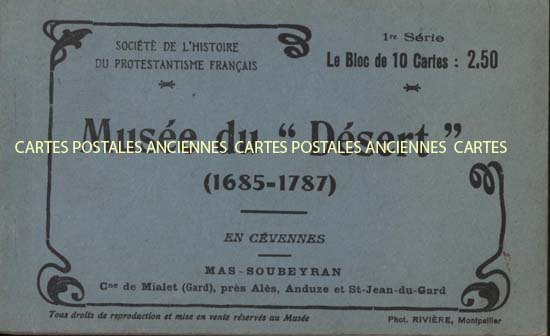 SOCIÉTÉ DE L'HISTOIRE
DU PROTESTANTISME FRANÇAIS
1re Série
Le Bloc de 10 Cartes : 2.50
Musée du " Désert "
CARTES POSTALES ANCIENNES CARTES POSTALES ANCIENNES CARTES
(1685-1787)
EN CÉVENNES
MAS-SOUBEYRAN
Cne de Mialet (Gard), près Alès, Anduze et St-Jean-du-Gard
Tous droits de reproduction et mise en vente réservés au Musée
Phot. RIVIÈRE, Montpellier